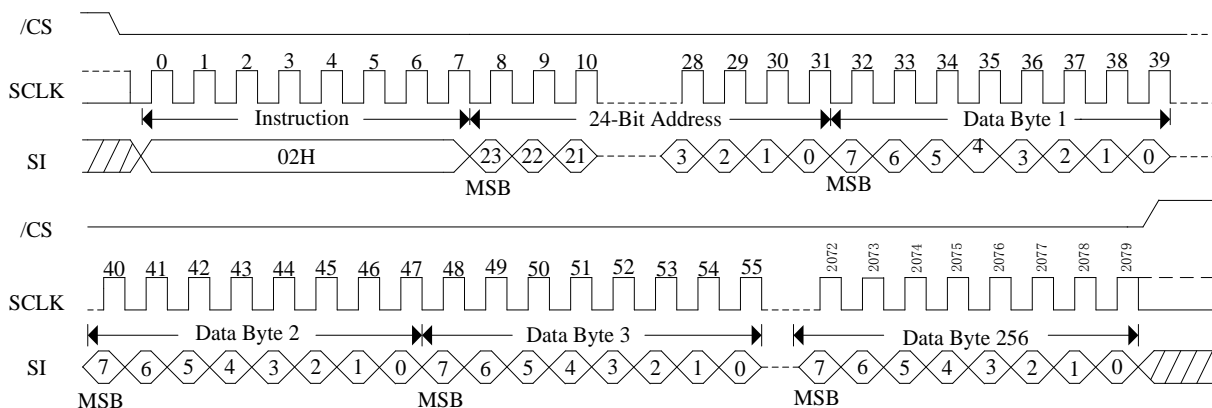 /CS
0 1 2 3 4 5 6 7 8 9 10 28 29 30 31 32 33 34 35 36 37 38 39
SCLK
Instruction 24-Bit Address Data Byte 1
SI 02H 23 22 21 3 2 1 0 7 6 5 4 3 2 1 0
MSB MSB
/CS
40 41 42 43 44 45 46 47 48 49 50 51 52 53 54 55 2072 2073 2074 2075 2076 2077 2078 2079
SCLK
Data Byte 2 Data Byte 3 Data Byte 256
SI 7 6 5 4 3 2 1 0 7 6 5 4 3 2 1 0 7 6 5 4 3 2 1 0
MSB MSB MSB